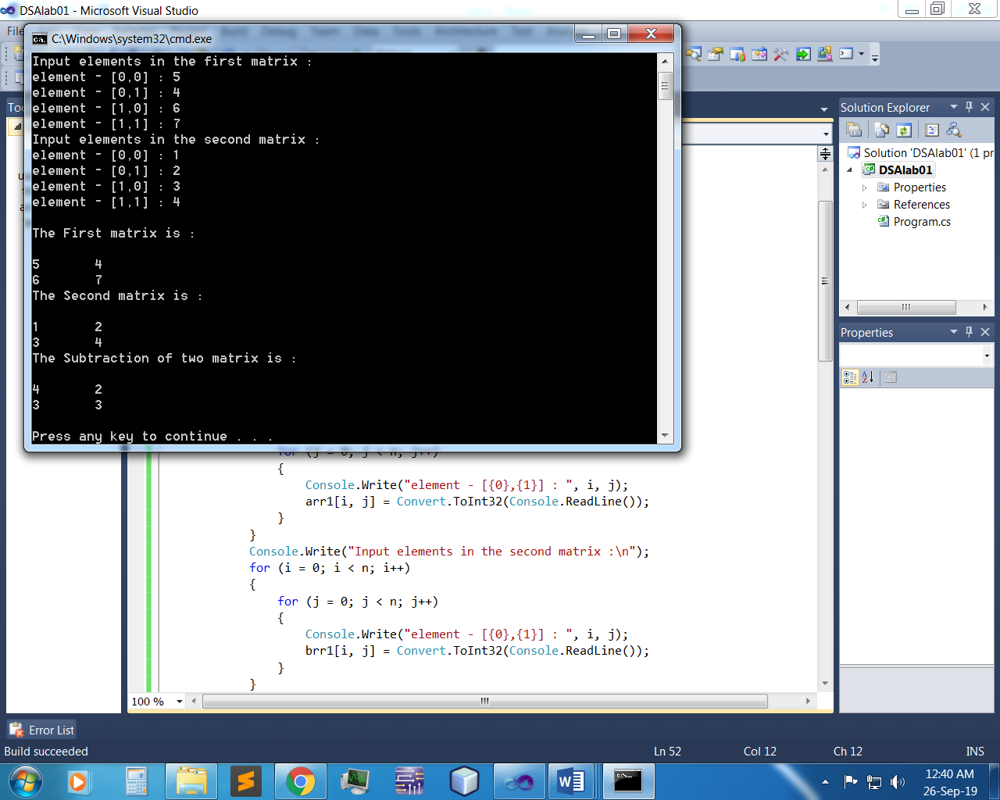 DSAlab01 - Microsoft Visual Studio
File
C:\Windows\system32\cmd.exe
Input elements in the first matrix :
element - [0,0] : 5
element - [0,1] : 4
element - [1,0] : 6
element - [1,1] : 7
Input elements in the second matrix :
element - [0,0] : 1
element - [0,1] : 2
element - [1,0] : 3
element - [1,1] : 4
The First matrix is :
5 4
6 7
The Second matrix is :
1 2
3 4
The Subtraction of two matrix is :
4 2
3 3
Press any key to continue . . .
for (j = 0; j < n; j++)
{
Console.Write("element - [{0},{1}] : ", i, j);
arr1[i, j] = Convert.ToInt32(Console.ReadLine());
}
}
Console.Write("Input elements in the second matrix :\n");
for (i = 0; i < n; i++)
{
for (j = 0; j < n; j++)
{
Console.Write("element - [{0},{1}] : ", i, j);
brr1[i, j] = Convert.ToInt32(Console.ReadLine());
}
}
100 %
Solution Explorer
Solution 'DSAlab01' (1 pr
DSAlab01
Properties
References
Program.cs
Properties
Error List
Build succeeded
Ln 52 Col 12 Ch 12 INS
12:40 AM
26-Sep-19